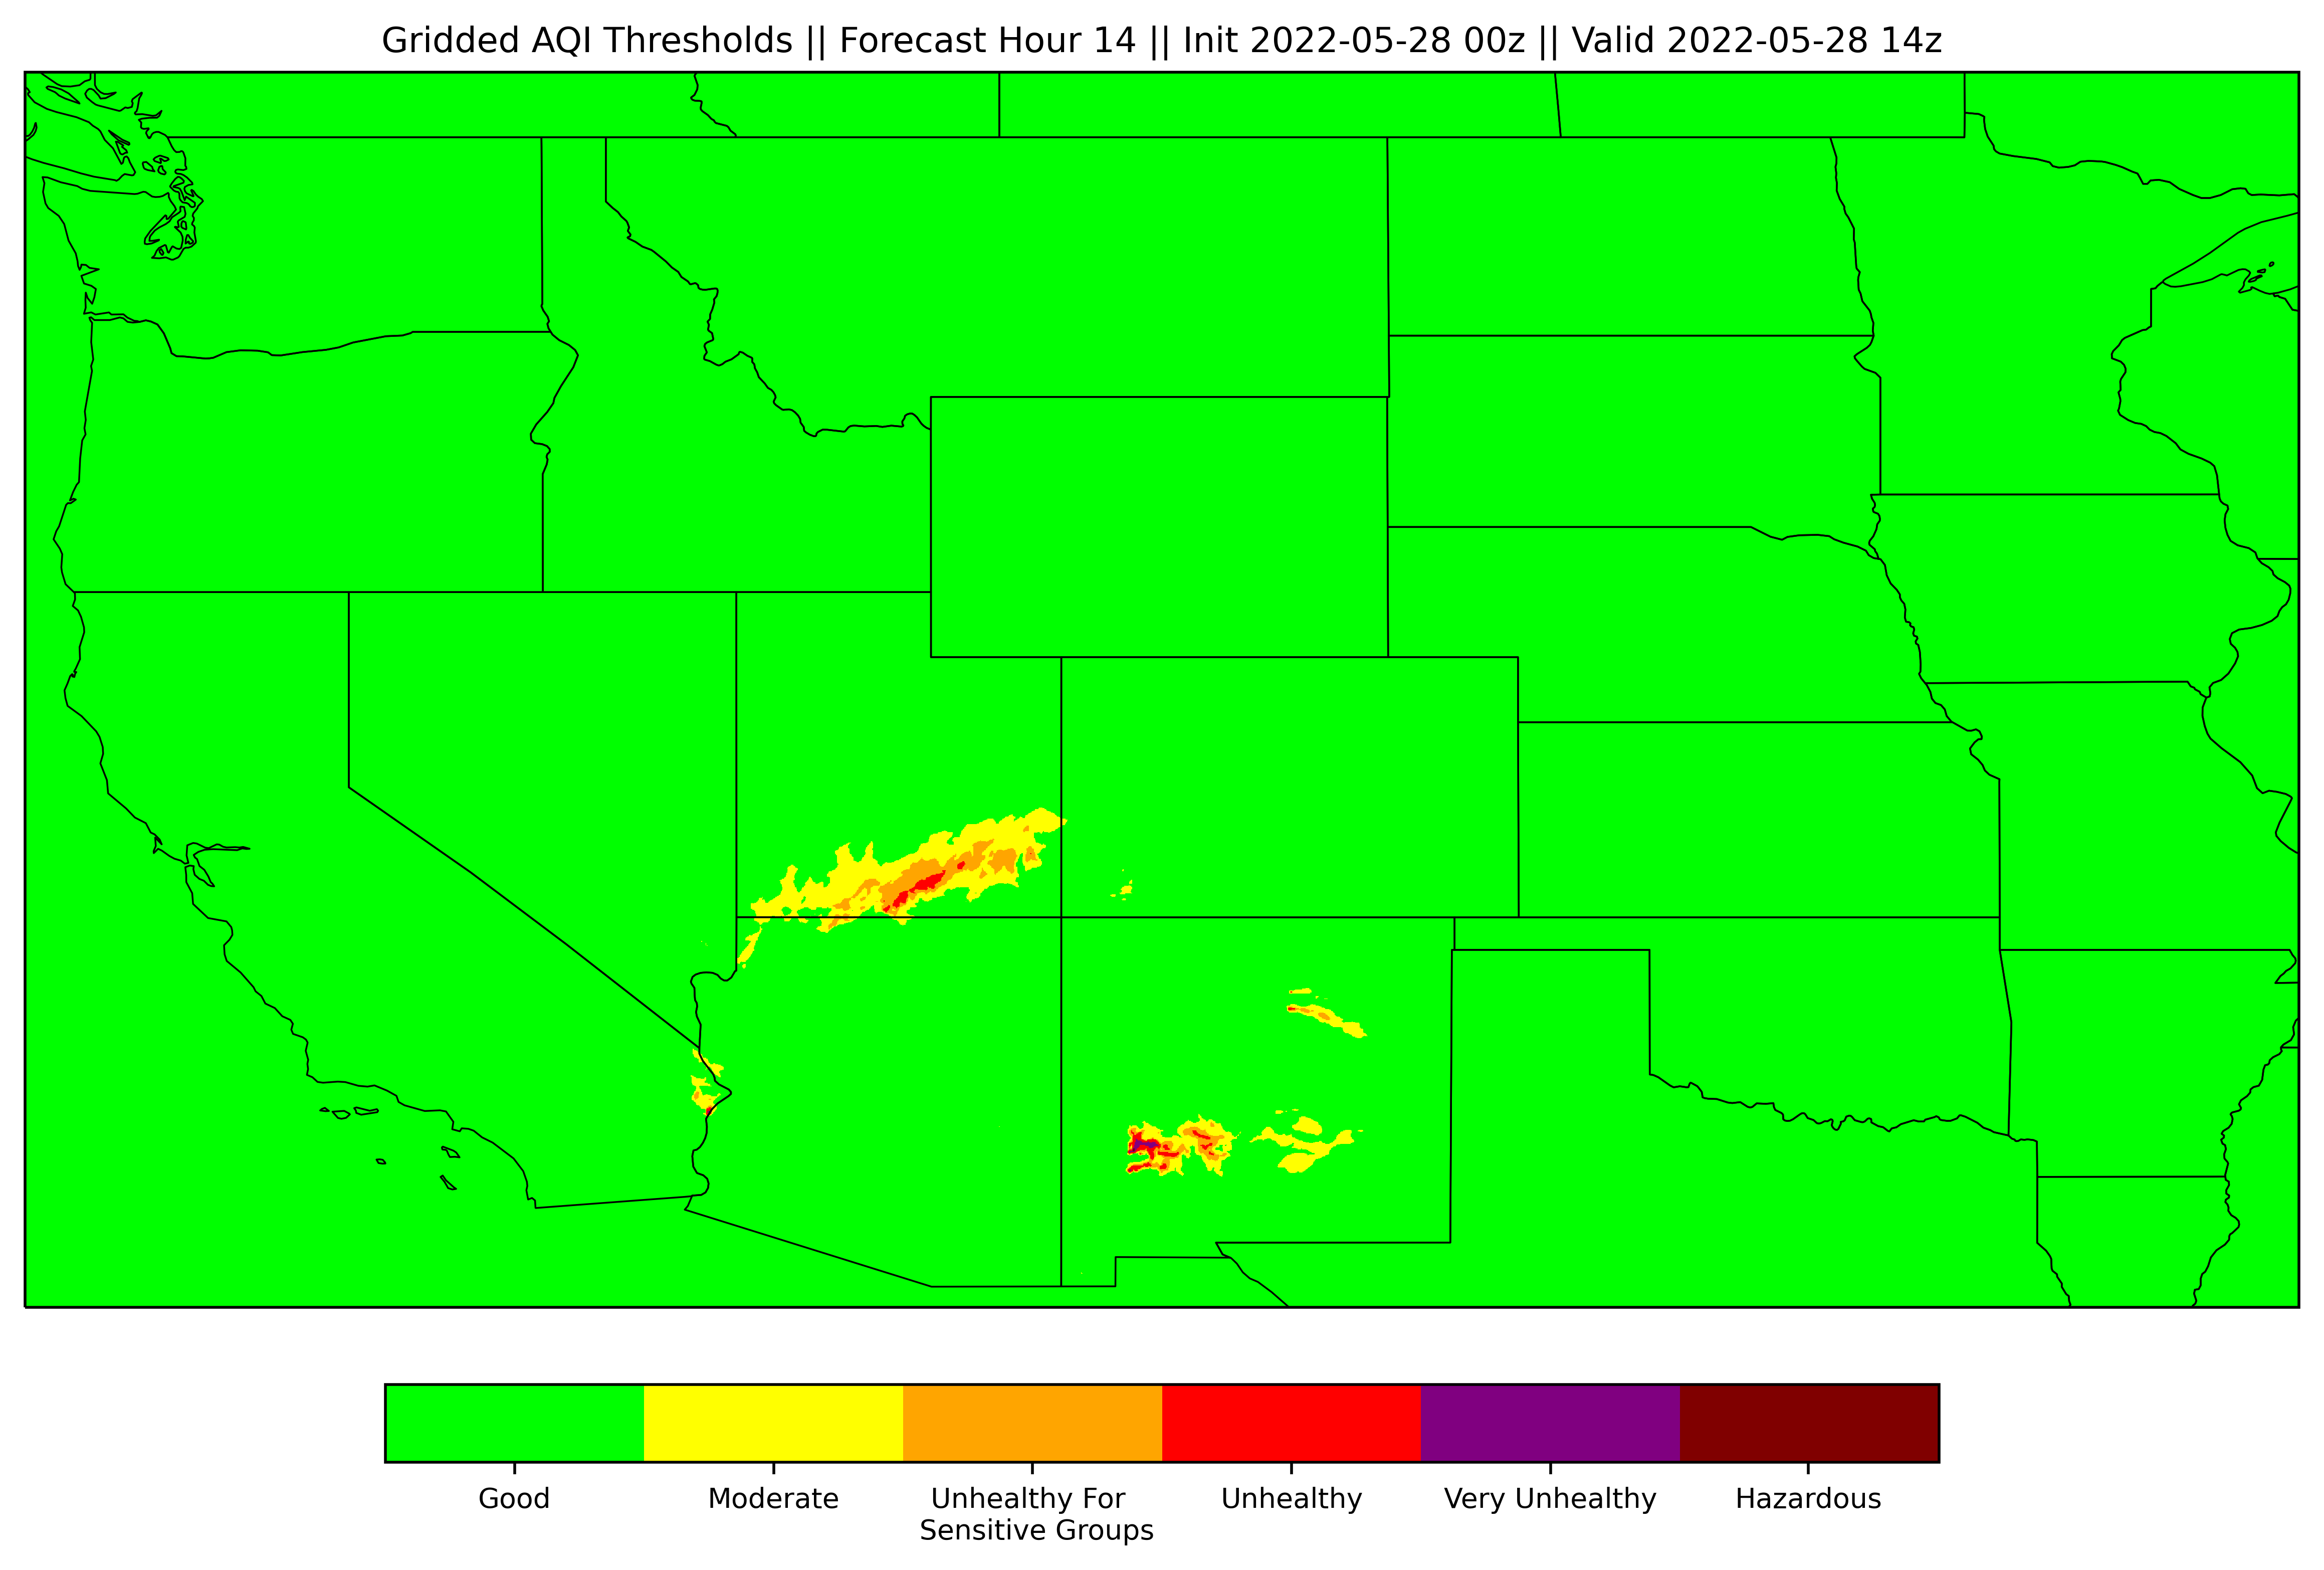 Gridded AQI Thresholds || Forecast Hour 14 || Init 2022-05-28 00z || Valid 2022-05-28 14z
Good
Moderate
Unhealthy For
Sensitive Groups
Unhealthy
Very Unhealthy
Hazardous